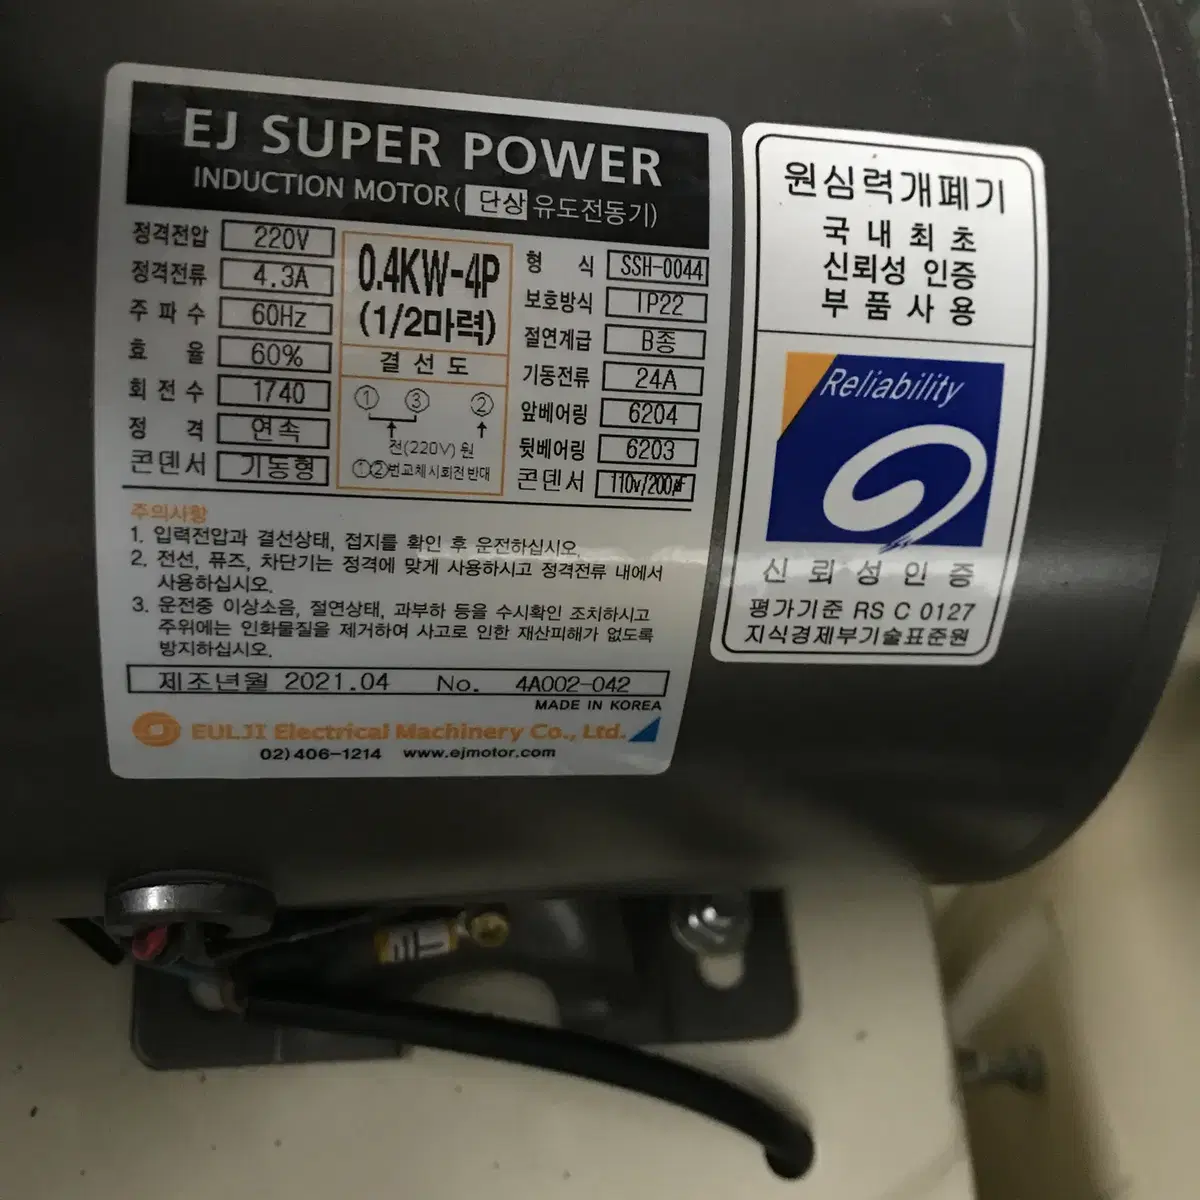 EJ SUPER POWER
INDUCTION MOTOR(단상유도전동기)
정격전압 220V
정격전류 4.3A
주파수 60Hz
효율 60%
회전수 1740
정격 연속
콘덴서 기동형
0.4KW-4P
(1/2마력)
결선도
① ③ ②
전(220V)원
①②번교체시회전반대
형식 SSH-0044
보호방식 IP22
절연계급 B종
기동전류 24A
앞베어링 6204
뒷베어링 6203
콘덴서 110v/200㎌
주의사항
1. 입력전압과 결선상태, 접지를 확인 후 운전하십시오.
2. 전선, 퓨즈, 차단기는 정격에 맞게 사용하시고 정격전류 내에서
사용하십시오.
3. 운전중 이상소음, 절연상태, 과부하 등을 수시확인 조치하시고
주위에는 인화물질을 제거하여 사고로 인한 재산피해가 없도록
방지하십시오.
제조년월 2021.04 No. 4A002-042
MADE IN KOREA
EULJI Electrical Machinery Co., Ltd.
02)406-1214 www.ejmotor.com
원심력개폐기
국내최초
신뢰성 인증
부품사용
Reliability
신뢰성인증
평가기준 RS C 0127
지식경제부기술표준원